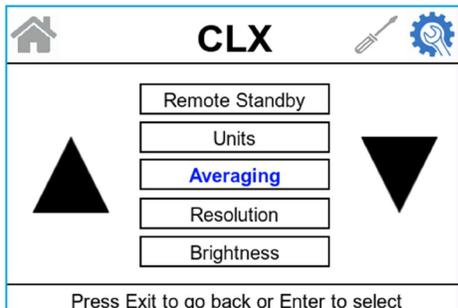 CLX
Remote Standby
Units
Averaging
Resolution
Brightness
Press Exit to go back or Enter to select